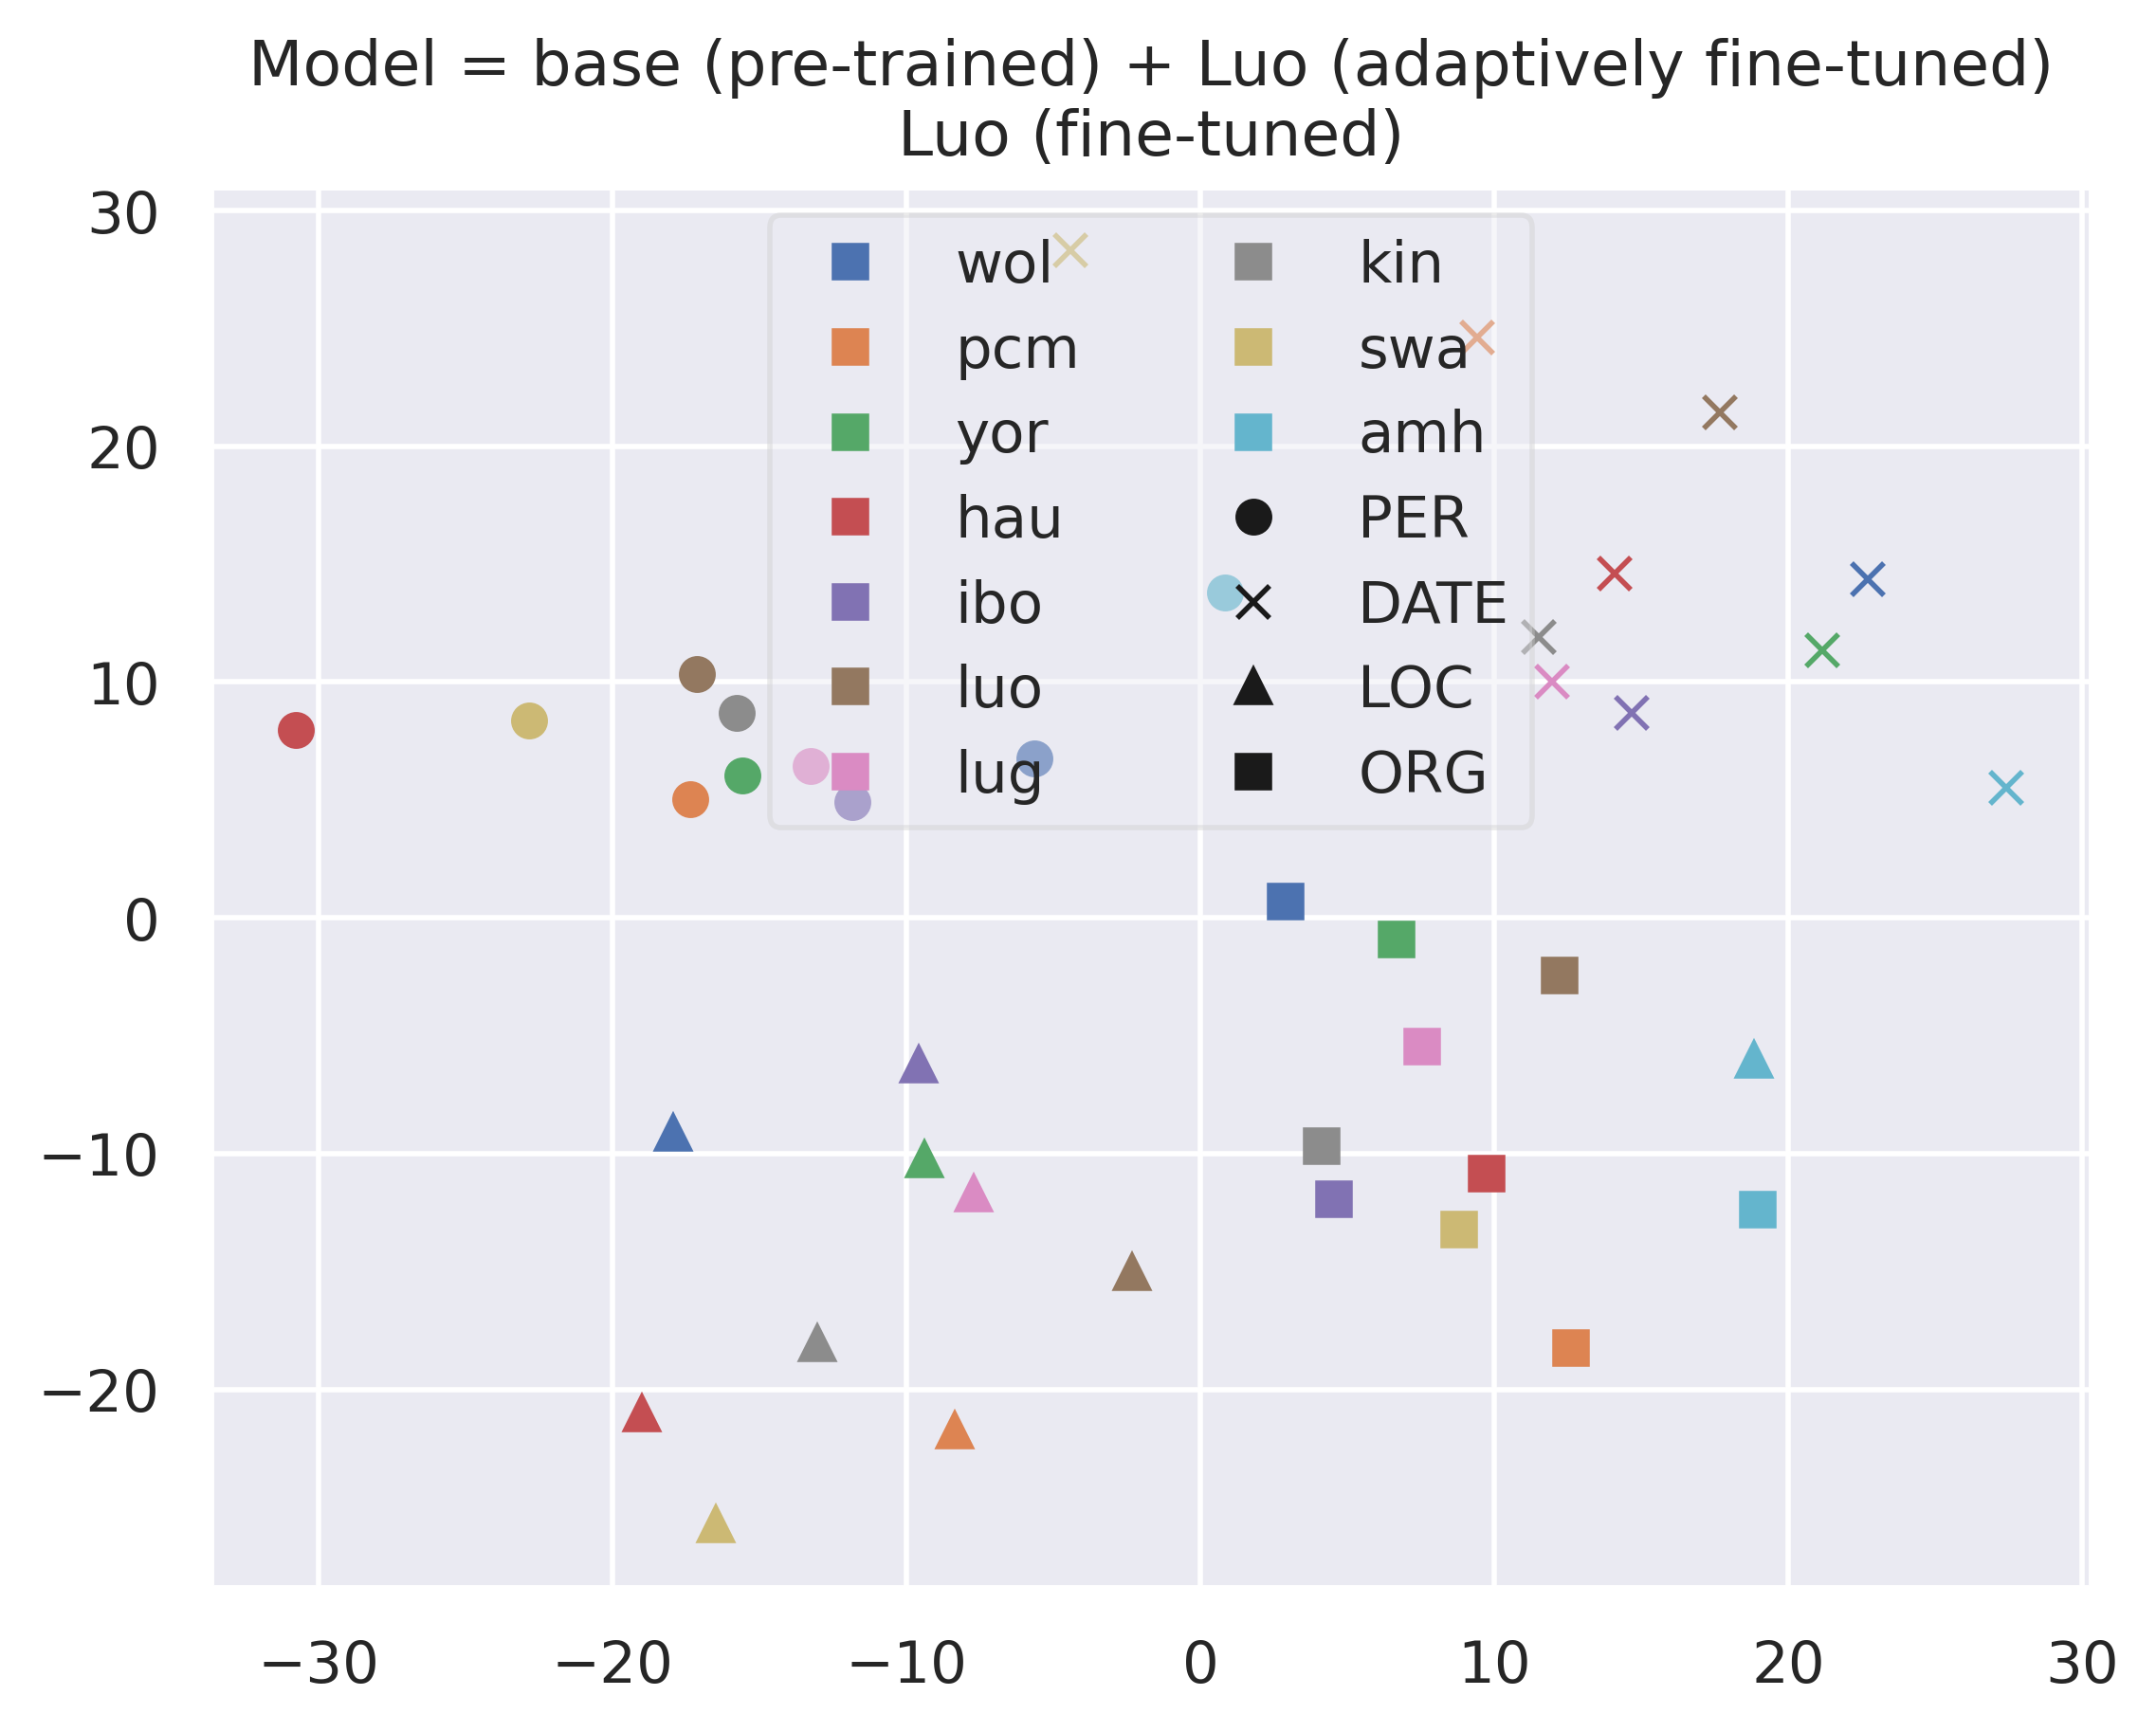 Model = base (pre-trained) + Luo (adaptively fine-tuned)
Luo (fine-tuned)
30
20
10
0
−10
−20
wol
pcm
yor
hau
ibo
luo
lug
kin
swa
amh
PER
DATE
LOC
ORG
−30
−20
−10
0
10
20
30